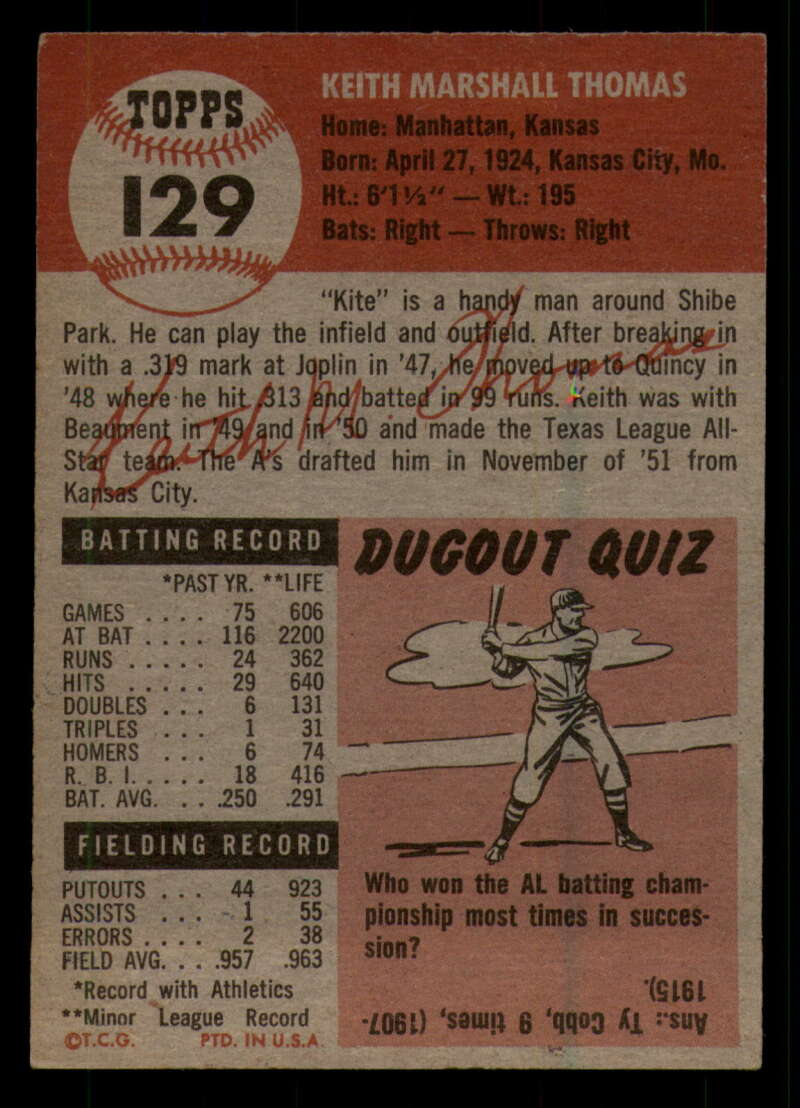 TOPPS
129
KEITH MARSHALL THOMAS
Home: Manhattan, Kansas
Born: April 27, 1924, Kansas City, Mo.
Ht.: 6'1½" — Wt.: 195
Bats: Right — Throws: Right
"Kite" is a handy man around Shibe
Park. He can play the infield and outfield. After breaking in
with a .319 mark at Joplin in '47, he moved up to Quincy in
'48 where he hit .313 and batted in 99 runs. Keith was with
Beaumont in '49 and in '50 and made the Texas League All-
Star team. The A's drafted him in November of '51 from
Kansas City.
BATTING RECORD
*PAST YR. **LIFE
GAMES . . . . 75 606
AT BAT . . . . 116 2200
RUNS . . . . . 24 362
HITS . . . . . 29 640
DOUBLES . . . 6 131
TRIPLES . . . 1 31
HOMERS . . . 6 74
R. B. I. . . . . . 18 416
BAT. AVG. . . . .250 .291
FIELDING RECORD
PUTOUTS . . . 44 923
ASSISTS . . . 1 55
ERRORS . . . . 2 38
FIELD AVG. . . . .957 .963
*Record with Athletics
**Minor League Record
©T.C.G. PTD. IN U.S.A.
DUGOUT QUIZ
Who won the AL batting cham-
pionship most times in succes-
sion?
Ans.: Ty Cobb, 9 times, (1907-
1915).